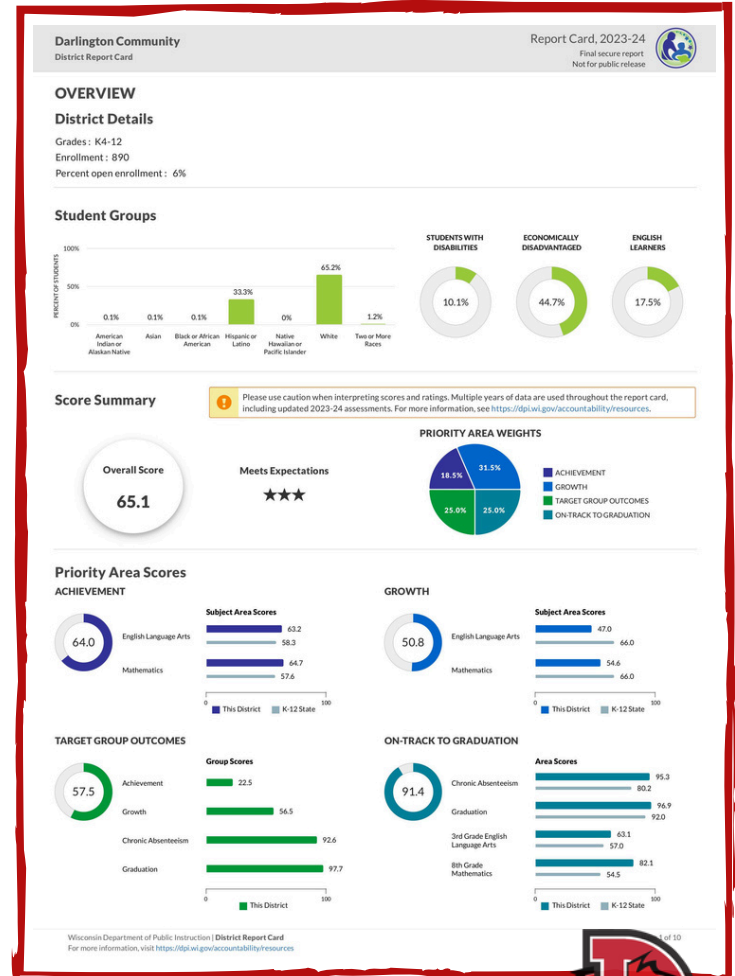 Darlington Community
District Report Card
Report Card, 2023-24
Final secure report
Not for public release
OVERVIEW
District Details
Grades : K4-12
Enrollment : 890
Percent open enrollment : 6%
Student Groups
PERCENT OF STUDENTS
100%
50%
0%
0.1%
0.1%
0.1%
33.3%
0%
65.2%
1.2%
American
Indian or
Alaskan Native
Asian
Black or African
American
Hispanic or
Latino
Native
Hawaiian or
Pacific Islander
White
Two or More
Races
STUDENTS WITH
DISABILITIES
10.1%
ECONOMICALLY
DISADVANTAGED
44.7%
ENGLISH
LEARNERS
17.5%
Score Summary
Please use caution when interpreting scores and ratings. Multiple years of data are used throughout the report card,
including updated 2023-24 assessments. For more information, see https://dpi.wi.gov/accountability/resources.
Overall Score
65.1
Meets Expectations
★★★
PRIORITY AREA WEIGHTS
18.5%
31.5%
25.0%
25.0%
ACHIEVEMENT
GROWTH
TARGET GROUP OUTCOMES
ON-TRACK TO GRADUATION
Priority Area Scores
ACHIEVEMENT
64.0
Subject Area Scores
English Language Arts
63.2
58.3
Mathematics
64.7
57.6
0
100
This District
K-12 State
GROWTH
50.8
Subject Area Scores
English Language Arts
47.0
66.0
Mathematics
54.6
66.0
0
100
This District
K-12 State
TARGET GROUP OUTCOMES
57.5
Group Scores
Achievement
22.5
Growth
56.5
Chronic Absenteeism
92.6
Graduation
97.7
0
100
This District
ON-TRACK TO GRADUATION
91.4
Area Scores
Chronic Absenteeism
95.3
80.2
Graduation
96.9
92.0
3rd Grade English
Language Arts
63.1
57.0
8th Grade
Mathematics
82.1
54.5
0
100
This District
K-12 State
Wisconsin Department of Public Instruction | District Report Card
For more information, visit https://dpi.wi.gov/accountability/resources
1 of 10